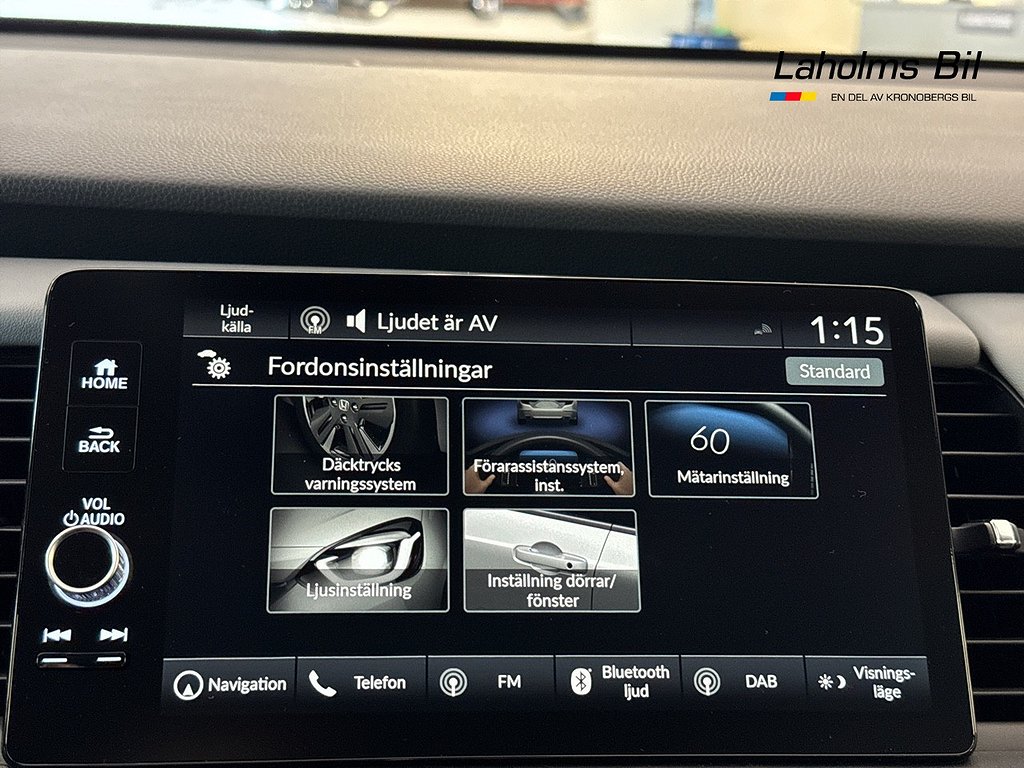 Laholms Bil
EN DEL AV KRONOBERGS BIL
Ljud-
källa
FM
Ljudet är AV
1:15
HOME
Fordonsinställningar
Standard
BACK
60
Däcktrycks
varningssystem
Förarassistanssystem,
inst.
Mätarinställning
VOL
AUDIO
Ljusinställning
Inställning dörrar/
fönster
Navigation
Telefon
FM
Bluetooth
ljud
DAB
Visnings-
läge